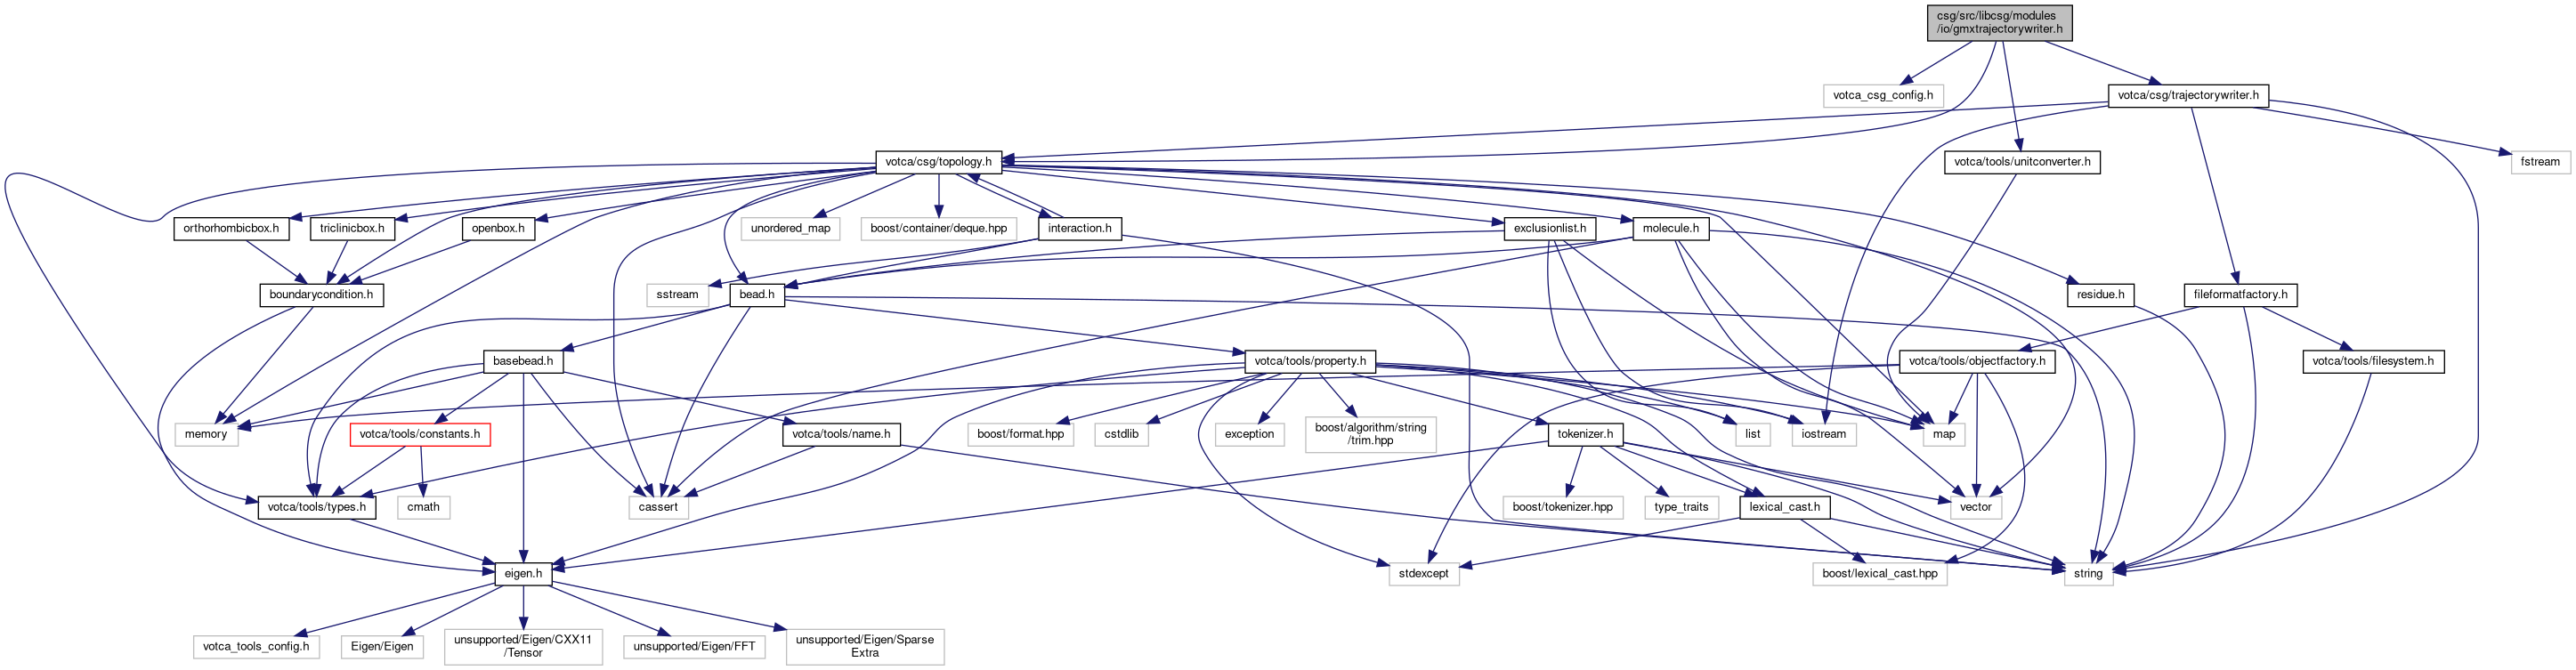 csg/src/libcsg/modules
/io/gmxtrajectorywriter.h
votca_csg_config.h
votca/csg/trajectorywriter.h
votca/csg/topology.h
votca/tools/unitconverter.h
fstream
orthorhombicbox.h
triclinicbox.h
openbox.h
unordered_map
boost/container/deque.hpp
interaction.h
exclusionlist.h
molecule.h
boundarycondition.h
sstream
bead.h
residue.h
fileformatfactory.h
basebead.h
votca/tools/property.h
votca/tools/objectfactory.h
votca/tools/filesystem.h
memory
votca/tools/constants.h
votca/tools/name.h
boost/format.hpp
cstdlib
exception
boost/algorithm/string
/trim.hpp
tokenizer.h
list
iostream
map
votca/tools/types.h
cmath
cassert
boost/tokenizer.hpp
type_traits
lexical_cast.h
vector
eigen.h
stdexcept
boost/lexical_cast.hpp
string
votca_tools_config.h
Eigen/Eigen
unsupported/Eigen/CXX11
/Tensor
unsupported/Eigen/FFT
unsupported/Eigen/Sparse
Extra